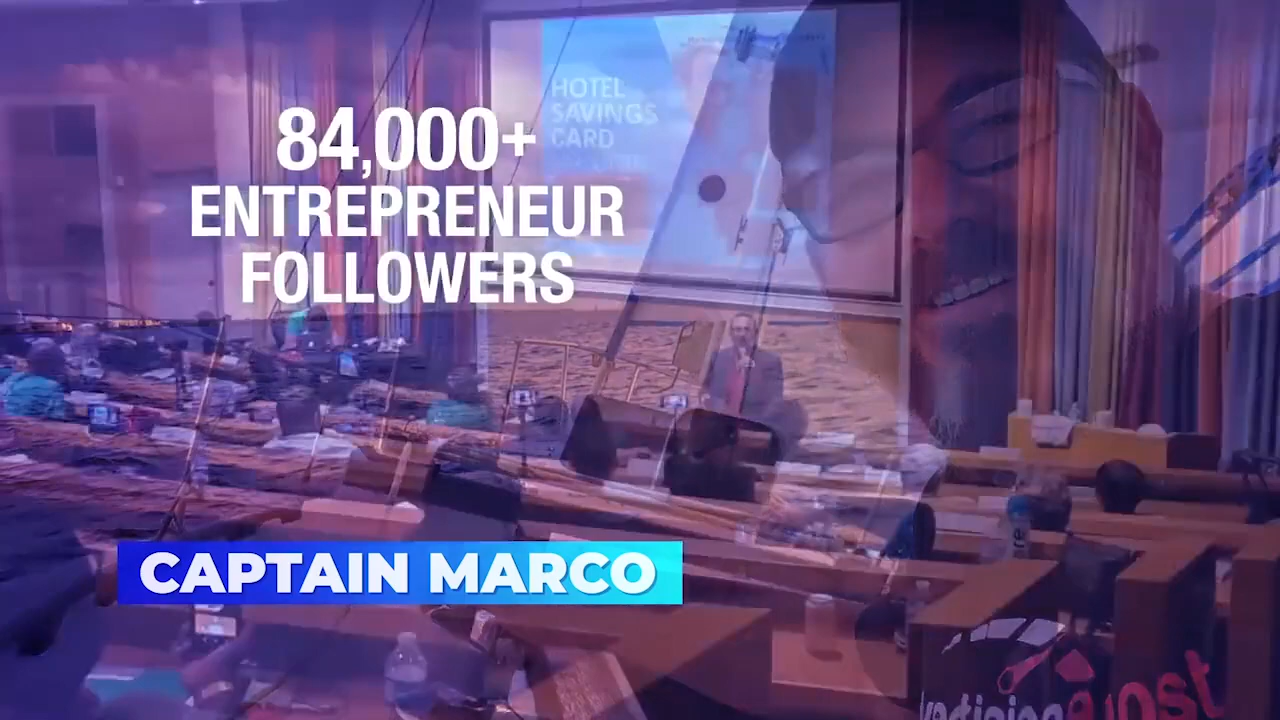 HOTEL
SAVINGS
CARD
84,000+
ENTREPRENEUR
FOLLOWERS
CAPTAIN MARCO